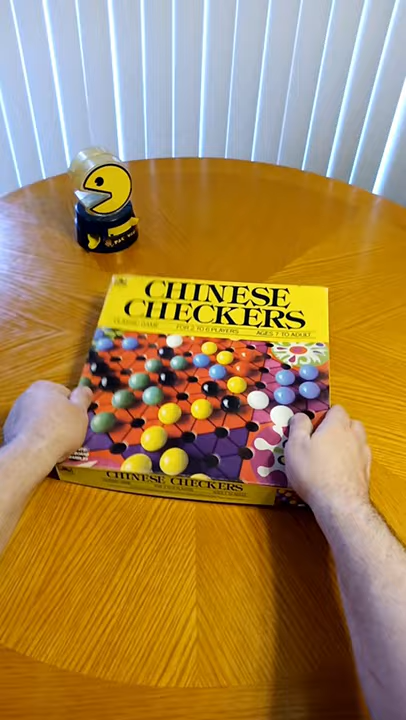 CHINESE
CHECKERS
CLASSIC GAME FOR 2 TO 6 PLAYERS AGES 7 TO ADULT
CHINESE CHECKERS